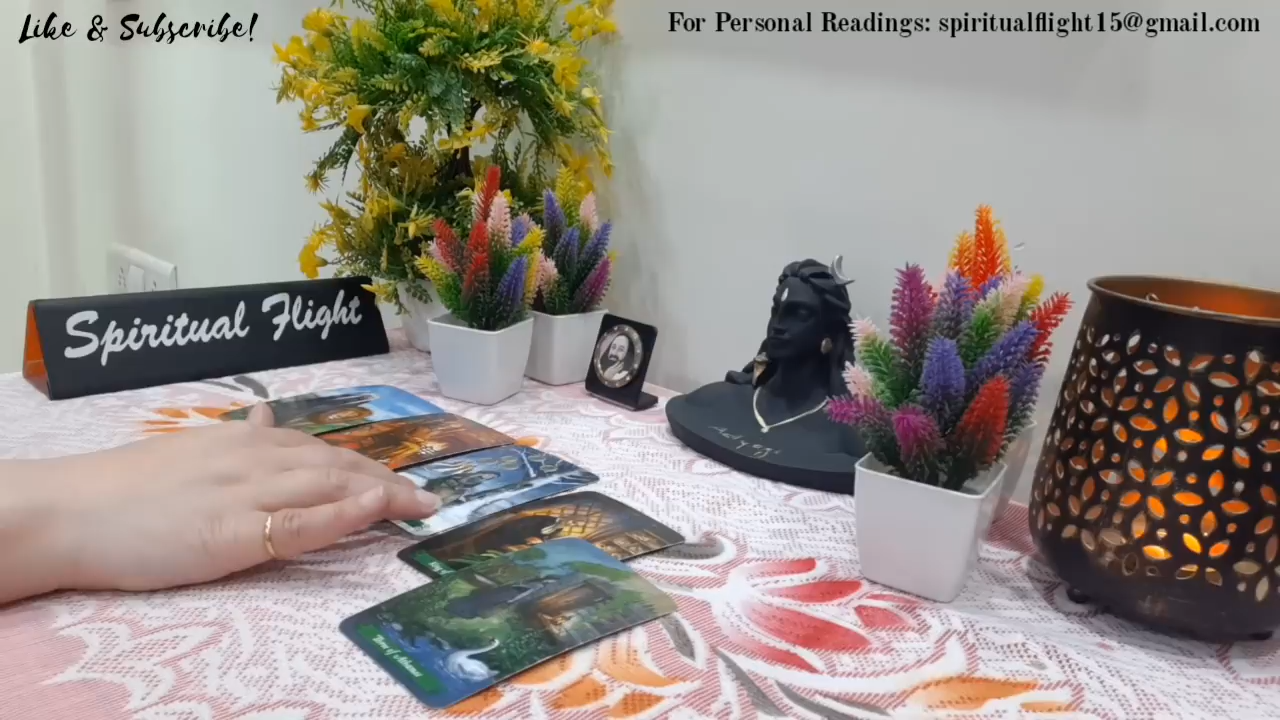 Like & Subscribe!
For Personal Readings: spiritualflight15@gmail.com
Spiritual Flight